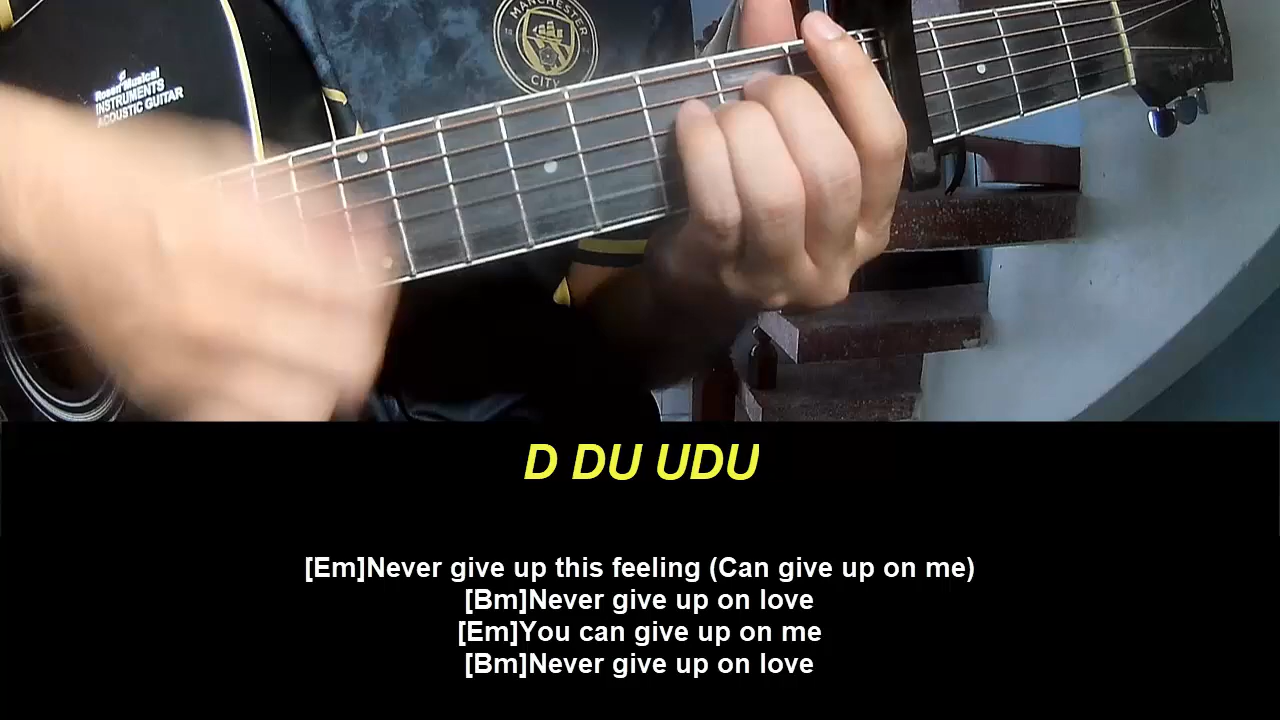 MANCHESTER
CITY
Musical
INSTRUMENTS
ACOUSTIC GUITAR
D DU UDU
[Em]Never give up this feeling (Can give up on me)
[Bm]Never give up on love
[Em]You can give up on me
[Bm]Never give up on love